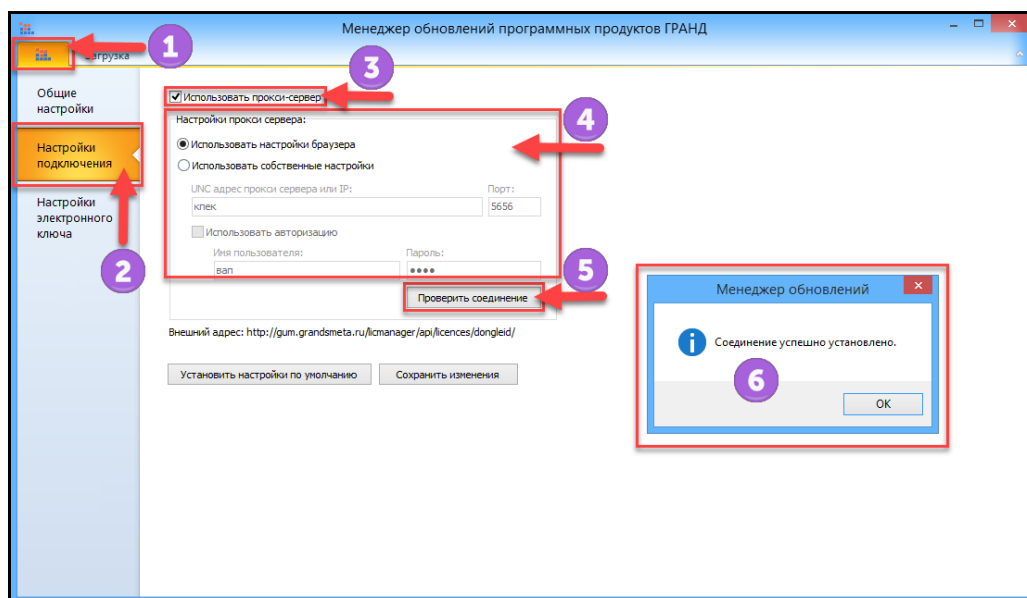 Менеджер обновлений программных продуктов ГРАНД
1
Загрузка
3
Общие
настройки
Использовать прокси-сервер
4
Настройки прокси сервера:
Настройки
подключения
Использовать настройки браузера
Использовать собственные настройки
UNC адрес прокси сервера или IP:
Порт:
кпек
5656
Настройки
электронного
ключа
Использовать авторизацию
Имя пользователя:
Пароль:
вап
••••
2
5
Проверить соединение
Менеджер обновлений
Внешний адрес: http://gum.grandsmeta.ru/licmanager/api/licences/dongleid/
Соединение успешно установлено.
Установить настройки по умолчанию
Сохранить изменения
6
OK